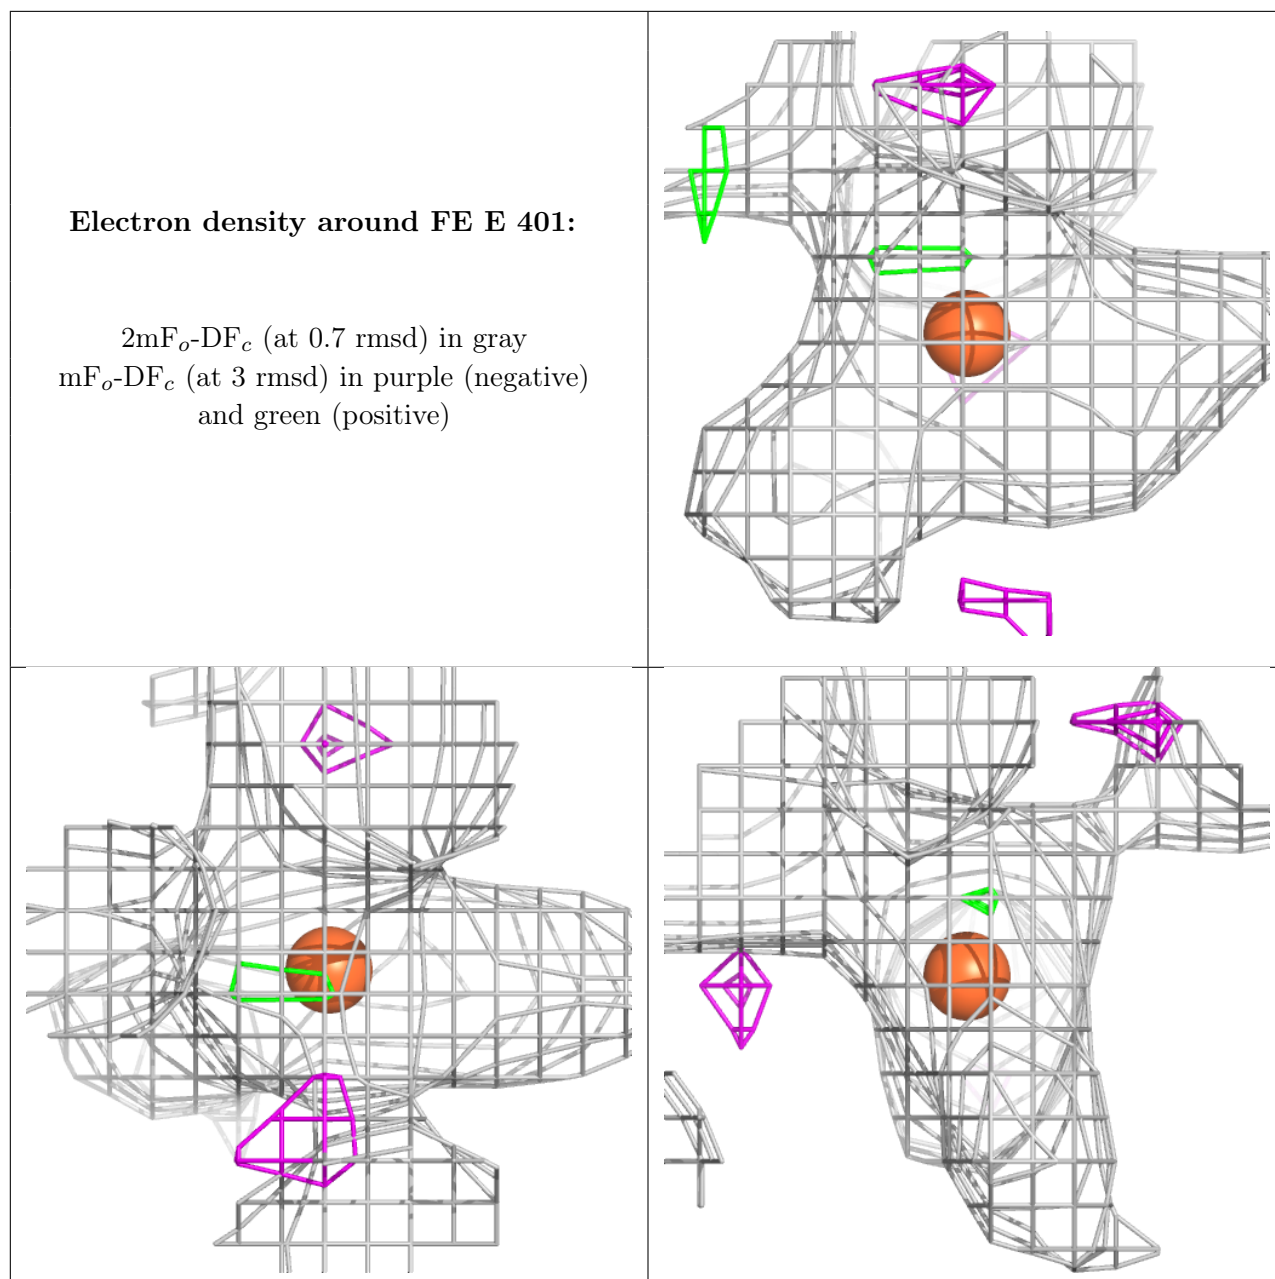 Electron density around FE E 401:
2mFo-DFc (at 0.7 rmsd) in gray
mFo-DFc (at 3 rmsd) in purple (negative)
and green (positive)